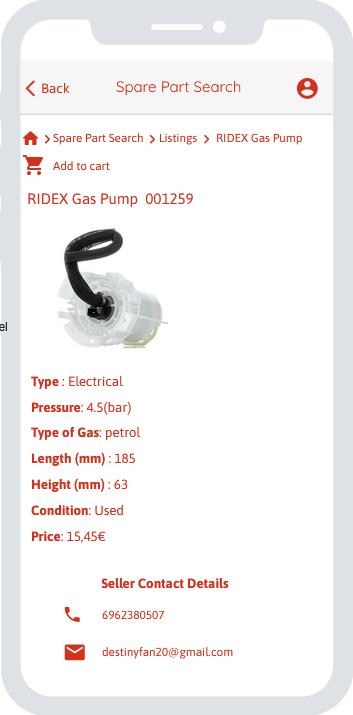 Back
Spare Part Search
Spare Part Search
Listings
RIDEX Gas Pump
Add to cart
RIDEX Gas Pump 001259
el
Type : Electrical
Pressure: 4.5(bar)
Type of Gas: petrol
Length (mm) : 185
Height (mm) : 63
Condition: Used
Price: 15,45€
Seller Contact Details
6962380507
destinyfan20@gmail.com